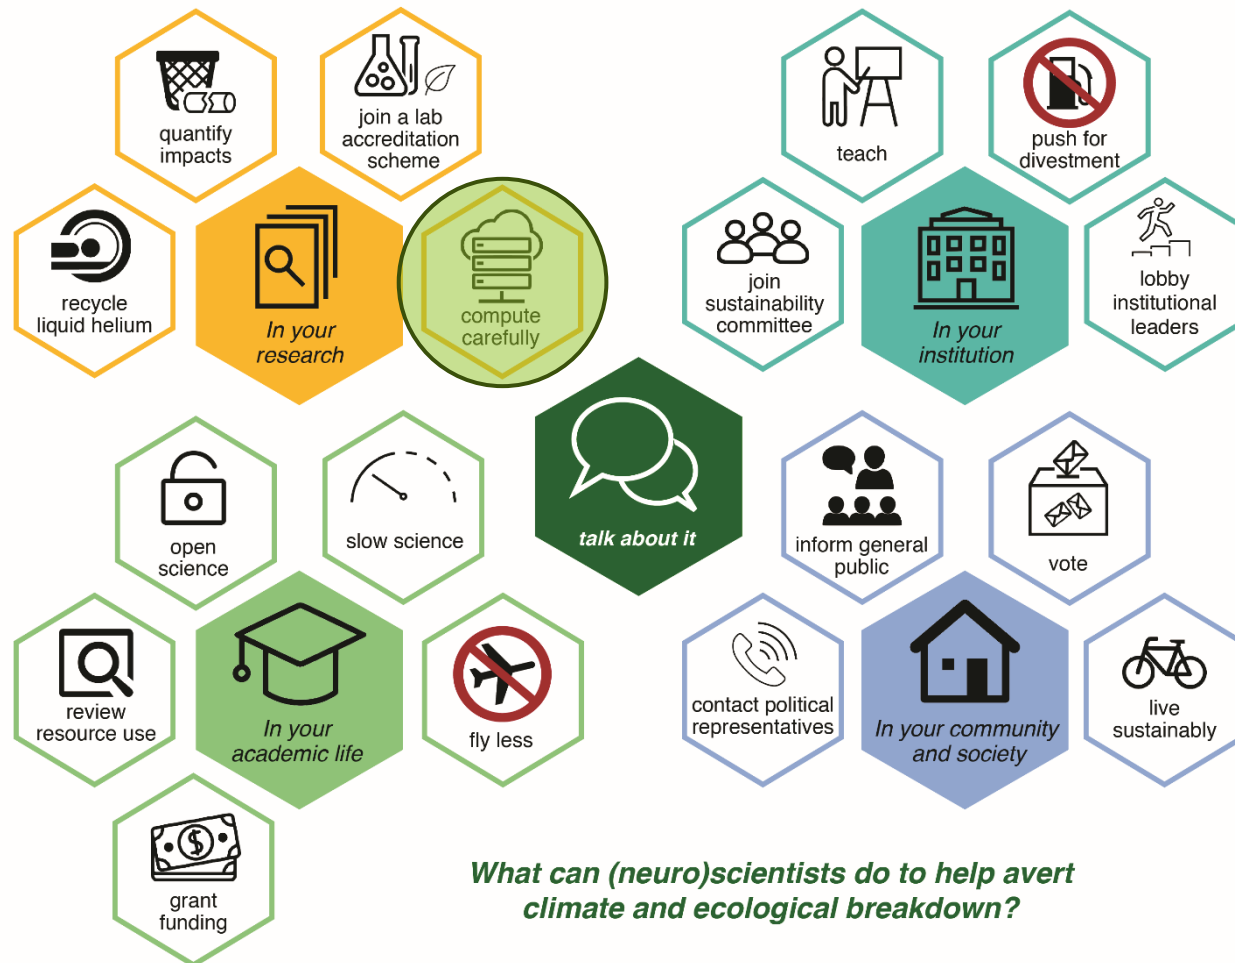 quantify
impacts
join a lab
accreditation
scheme
recycle
liquid helium
In your
research
compute
carefully
teach
push for
divestment
join
sustainability
committee
In your
institution
lobby
institutional
leaders
talk about it
open
science
slow science
review
resource use
In your
academic life
fly less
$
grant
funding
inform general
public
vote
contact political
representatives
In your community
and society
live
sustainably
What can (neuro)scientists do to help avert
climate and ecological breakdown?